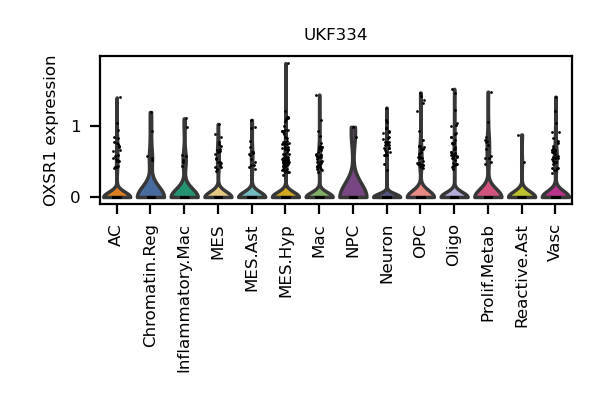 UKF334
OXSR1 expression
1
0
AC
Chromatin.Reg
Inflammatory.Mac
MES
MES.Ast
MES.Hyp
Mac
NPC
Neuron
OPC
Oligo
Prolif.Metab
Reactive.Ast
Vasc